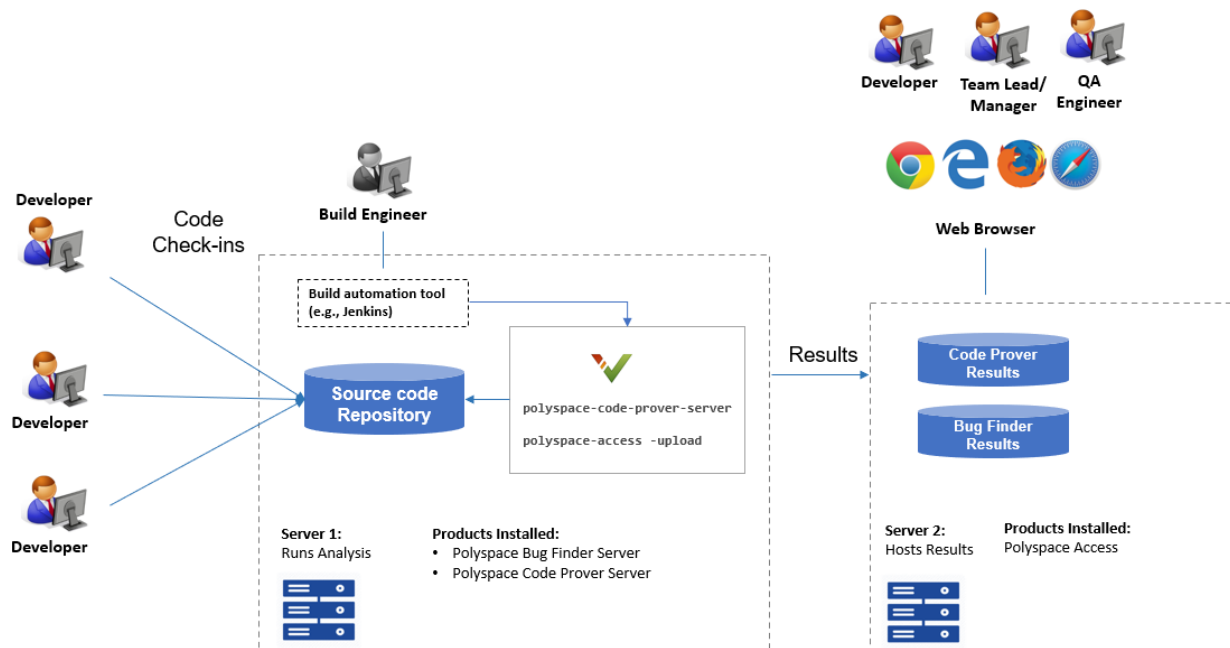 Developer
Team Lead/
Manager
QA
Engineer
Developer
Code
Check-ins
Build Engineer
Web Browser
Build automation tool
(e.g., Jenkins)
Source code
Repository
polyspace-code-prover-server
polyspace-access -upload
Results
Code Prover
Results
Bug Finder
Results
Developer
Developer
Server 1:
Runs Analysis
Products Installed:
• Polyspace Bug Finder Server
• Polyspace Code Prover Server
Server 2:
Hosts Results
Products Installed:
Polyspace Access